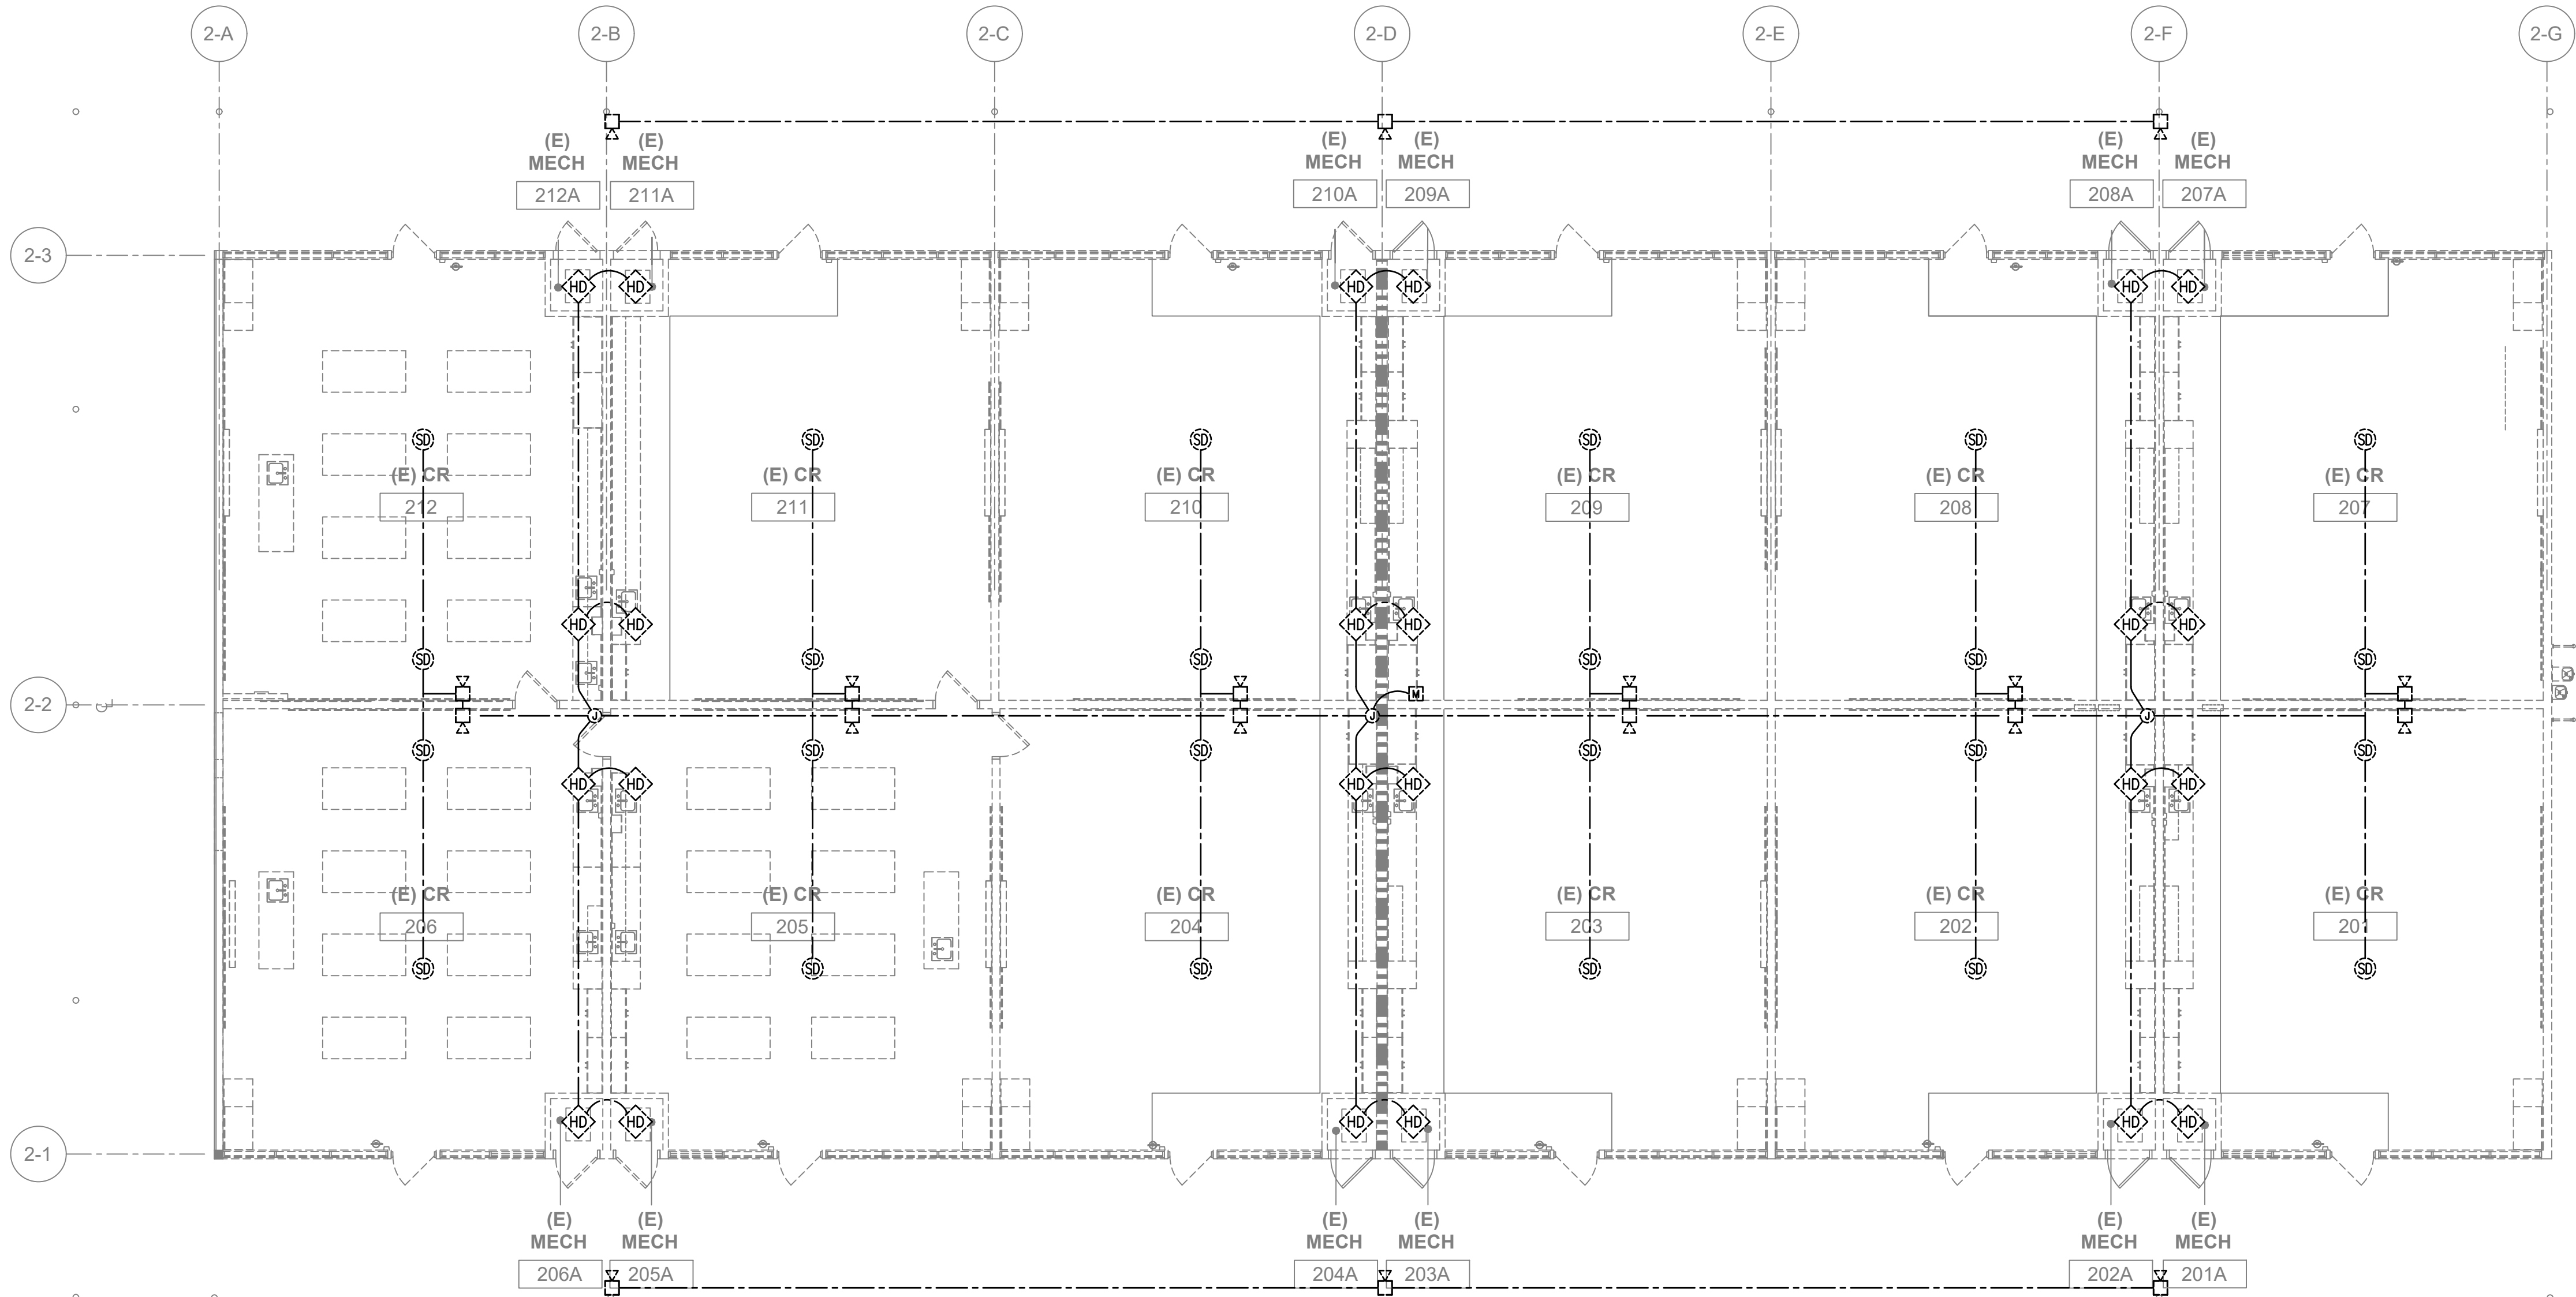 2-A 2-B 2-C 2-D 2-E 2-F 2-G
(E) (E) (E) (E) (E) (E)
MECH MECH MECH MECH MECH MECH
212A 211A 210A 209A 208A 207A
2-3
HD HD HD HD HD HD
SD SD SD SD SD SD
(E) CR (E) CR (E) CR (E) CR (E) CR (E) CR
212 211 210 209 208 207
HD HD HD HD HD HD
SD SD SD SD SD SD
M
2-2
J J J
SD SD SD SD SD SD
HD HD HD HD HD HD
(E) CR (E) CR (E) CR (E) CR (E) CR (E) CR
206 205 204 203 202 201
SD SD SD SD SD SD
HD HD HD HD HD HD
2-1
(E) (E) (E) (E) (E) (E)
MECH MECH MECH MECH MECH MECH
206A 205A 204A 203A 202A 201A